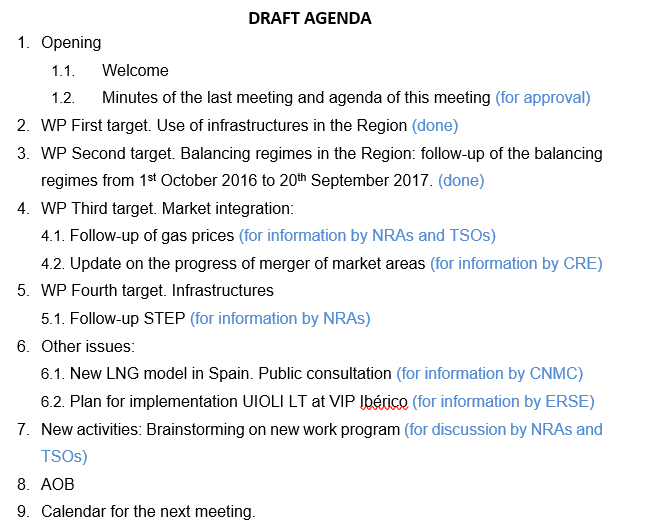 DRAFT AGENDA
1. Opening
1.1. Welcome
1.2. Minutes of the last meeting and agenda of this meeting (for approval)
2. WP First target. Use of infrastructures in the Region (done)
3. WP Second target. Balancing regimes in the Region: follow-up of the balancing
regimes from 1st October 2016 to 20th September 2017. (done)
4. WP Third target. Market integration:
4.1. Follow-up of gas prices (for information by NRAs and TSOs)
4.2. Update on the progress of merger of market areas (for information by CRE)
5. WP Fourth target. Infrastructures
5.1. Follow-up STEP (for information by NRAs)
6. Other issues:
6.1. New LNG model in Spain. Public consultation (for information by CNMC)
6.2. Plan for implementation UIOLI LT at VIP Ibérico (for information by ERSE)
7. New activities: Brainstorming on new work program (for discussion by NRAs and
TSOs)
8. AOB
9. Calendar for the next meeting.